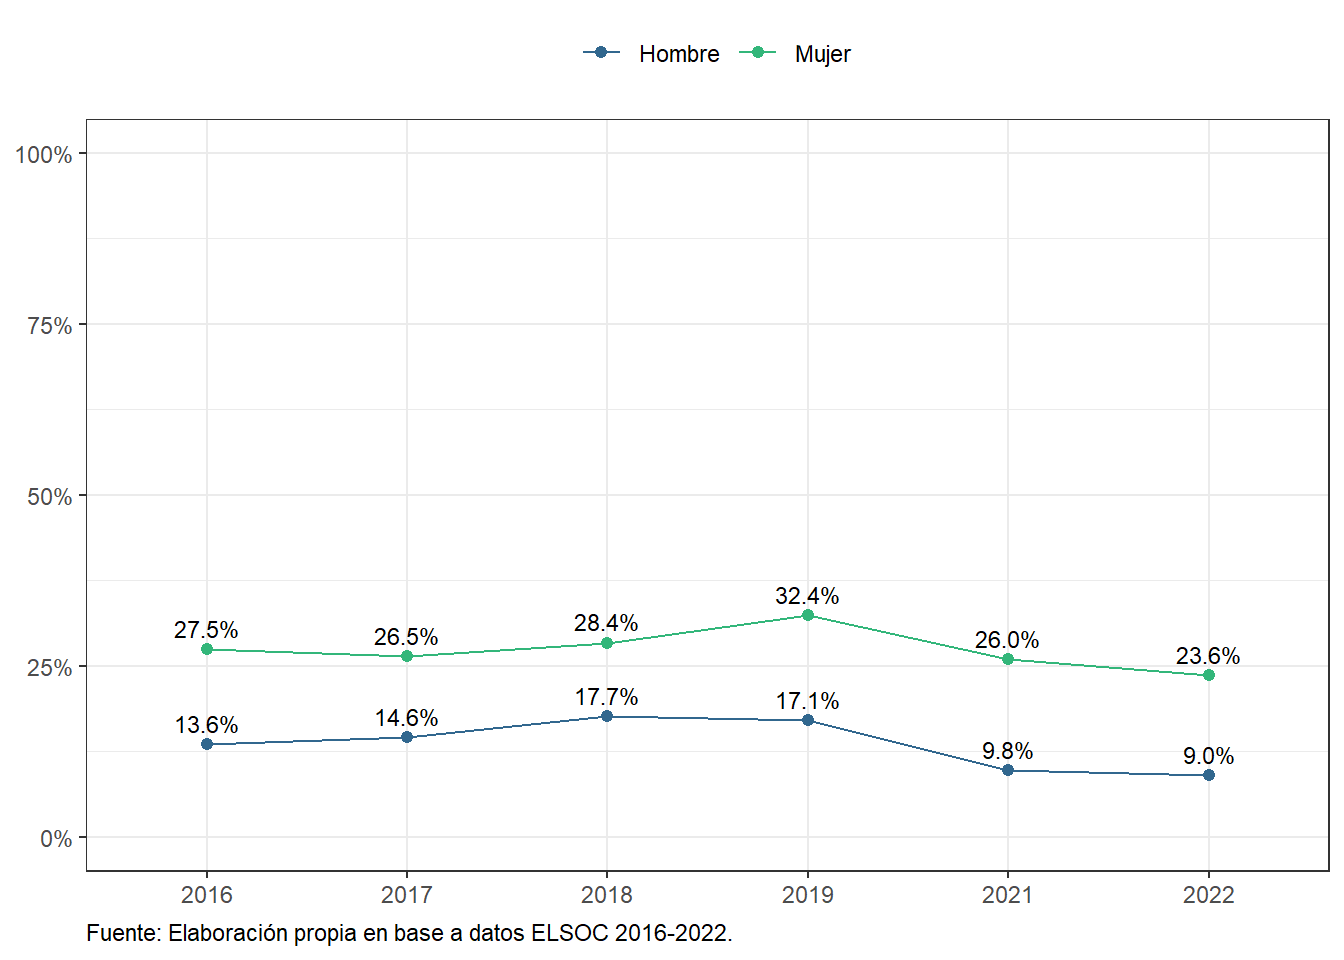 Hombre Mujer
100%
75%
50%
25%
0%
27.5% 26.5% 28.4% 32.4% 26.0% 23.6%
13.6% 14.6% 17.7% 17.1% 9.8% 9.0%
2016 2017 2018 2019 2021 2022
Fuente: Elaboración propia en base a datos ELSOC 2016-2022.